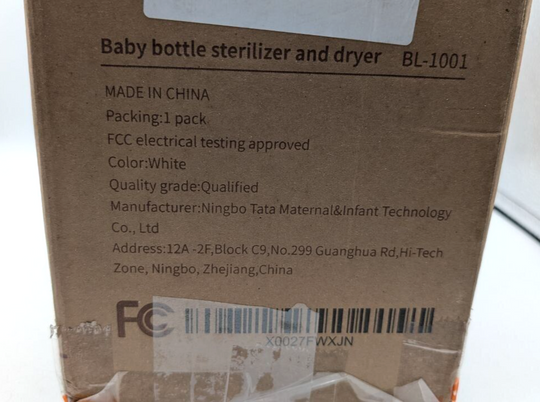 Baby bottle sterilizer and dryer BL-1001
MADE IN CHINA
Packing:1 pack
FCC electrical testing approved
Color:White
Quality grade:Qualified
Manufacturer:Ningbo Tata Maternal&Infant Technology
Co., Ltd
Address:12A -2F,Block C9,No.299 Guanghua Rd,Hi-Tech
Zone, Ningbo, Zhejiang,China
FC
X0027FWXJN